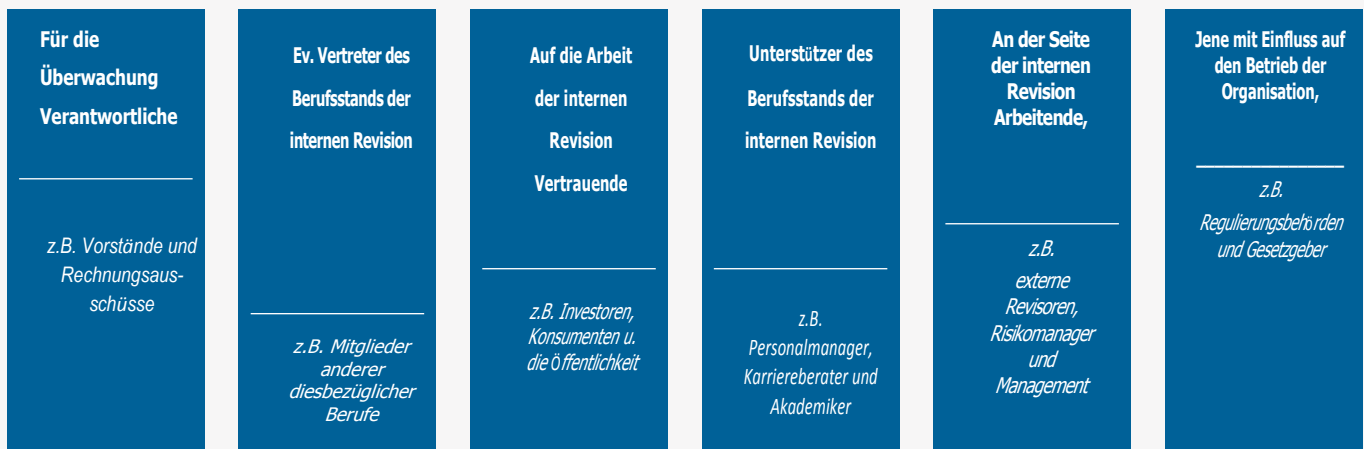 Für die
Überwachung
Verantwortliche
z.B. Vorstände und
Rechnungsaus-
schüsse
Ev. Vertreter des
Berufsstands der
internen Revision
z.B. Mitglieder
anderer
diesbezüglicher
Berufe
Auf die Arbeit
der internen
Revision
Vertrauende
z.B. Investoren,
Konsumenten u.
die Öffentlichkeit
Unterstützer des
Berufsstands der
internen Revision
z.B.
Personalmanager,
Karriereberater und
Akademiker
An der Seite
der internen
Revision
Arbeitende,
z.B.
externe
Revisoren,
Risikomanager
und
Management
Jene mit Einfluss auf
den Betrieb der
Organisation,
z.B.
Regulierungsbehörden
und Gesetzgeber